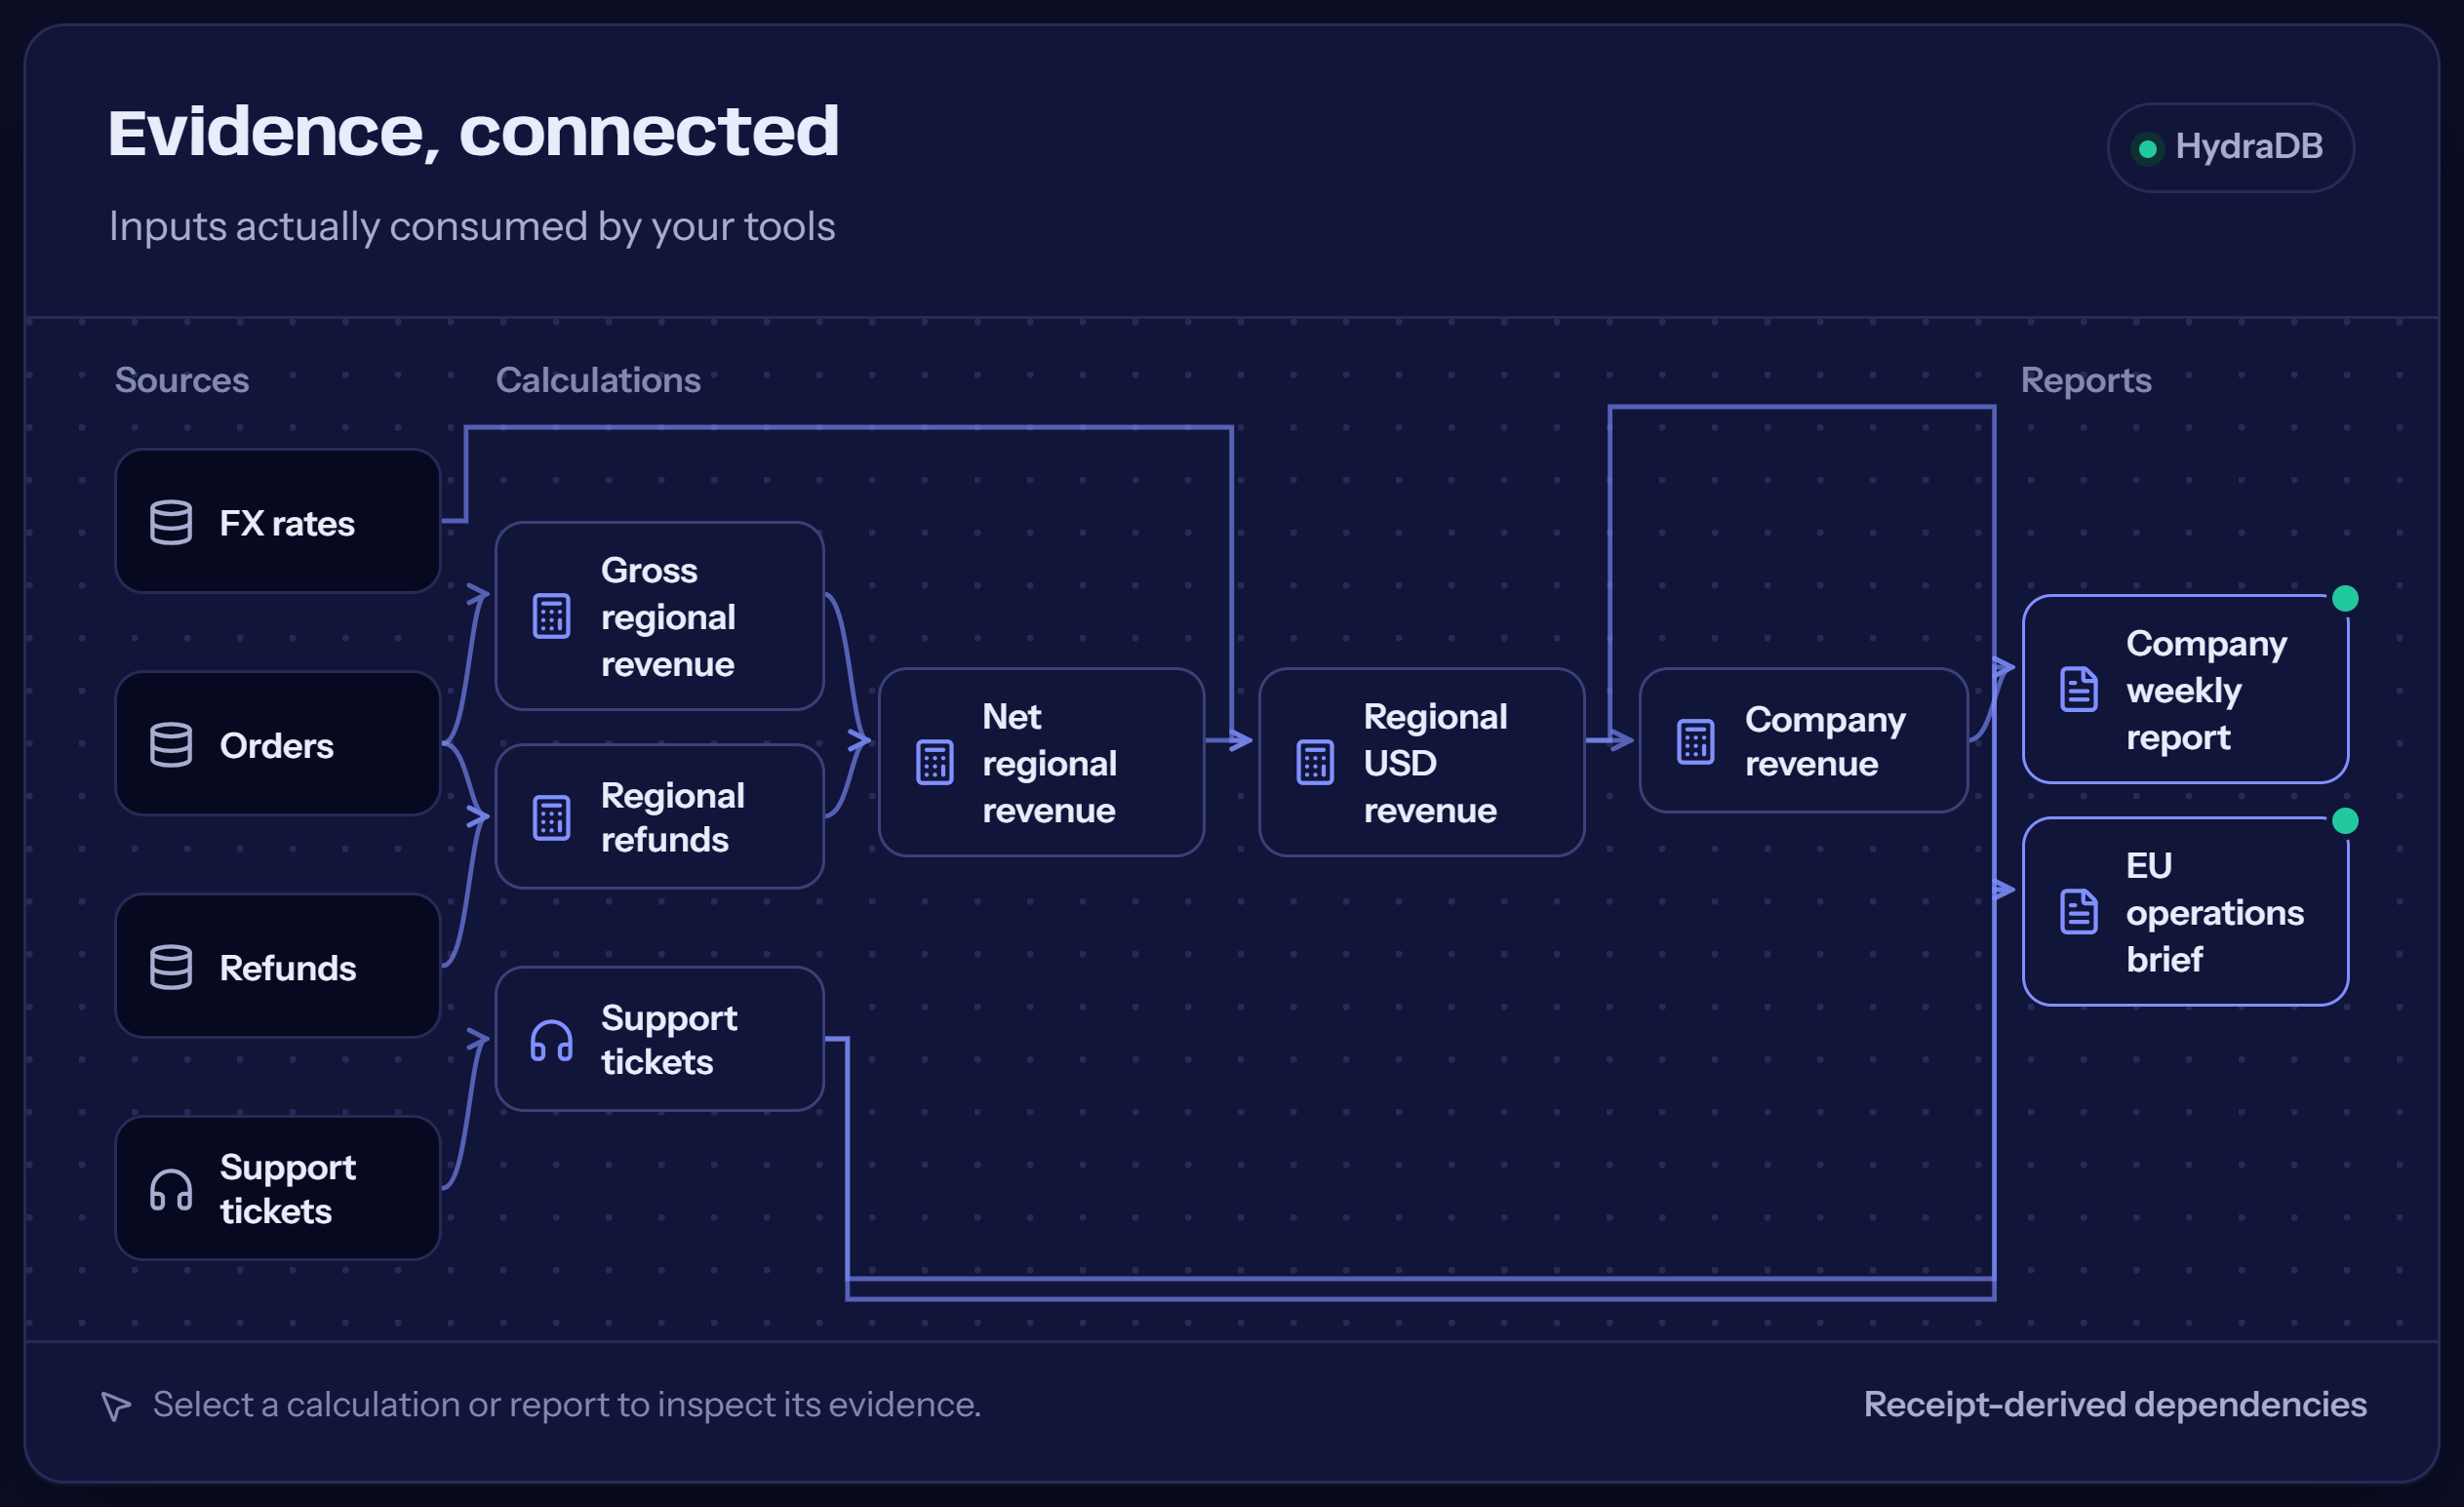 Evidence, connected
Inputs actually consumed by your tools
HydraDB
Sources
Calculations
Reports
FX rates
Orders
Refunds
Support
tickets
Gross
regional
revenue
Regional
refunds
Support
tickets
Net
regional
revenue
Regional
USD
revenue
Company
revenue
Company
weekly
report
EU
operations
brief
Select a calculation or report to inspect its evidence.
Receipt-derived dependencies